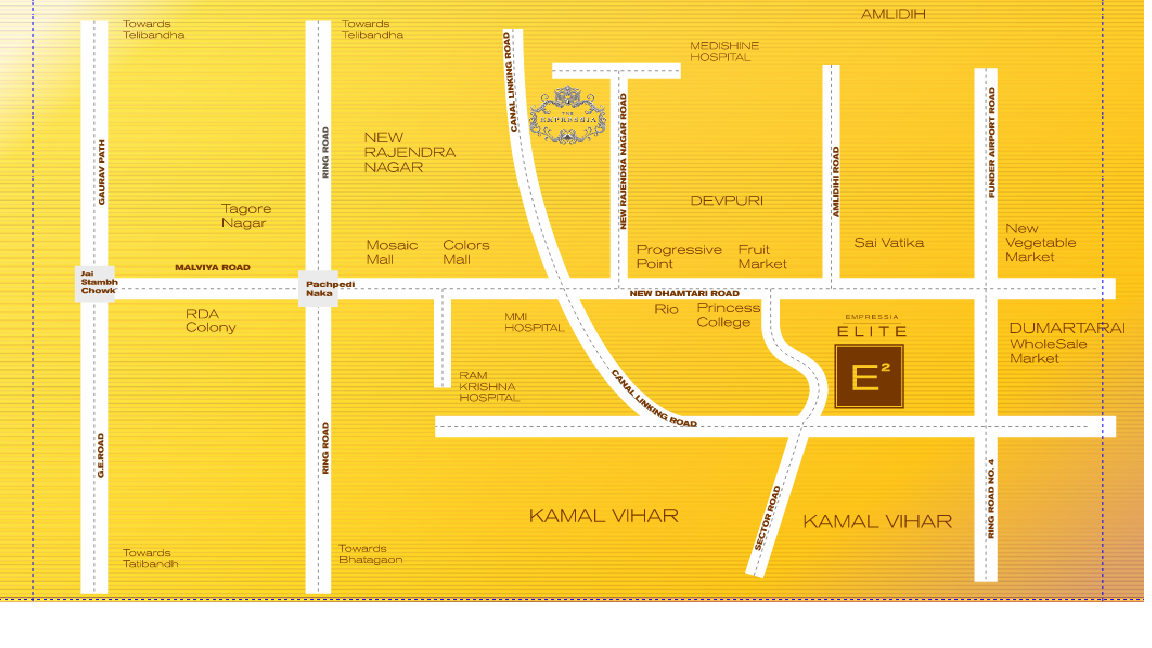 AMLIDIH
Towards
Telibandha
Towards
Telibandha
MEDISHINE
HOSPITAL
CANAL LINKING ROAD
THE
EMPRESSIA
NEW RAJENDRA NAGAR ROAD
FUNDER AIRPORT ROAD
AMLIDIHI ROAD
RING ROAD
GAURAV PATH
NEW
RAJENDRA
NAGAR
DEVPURI
Tagore
Nagar
Mosaic
Mall
Colors
Mall
Progressive
Point
Fruit
Market
Sai Vatika
New
Vegetable
Market
MALVIYA ROAD
Jai
Stambh
Chowk
Pachpedi
Naka
NEW DHAMTARI ROAD
RDA
Colony
MMI
HOSPITAL
Rio
Princess
College
EMPRESSIA
ELITE
E²
DUMARTARAI
WholeSale
Market
RAM
KRISHNA
HOSPITAL
CANAL LINKING ROAD
G.E.ROAD
RING ROAD
SECTOR ROAD
RING ROAD NO. 4
KAMAL VIHAR
KAMAL VIHAR
Towards
Tatibandh
Towards
Bhatagaon